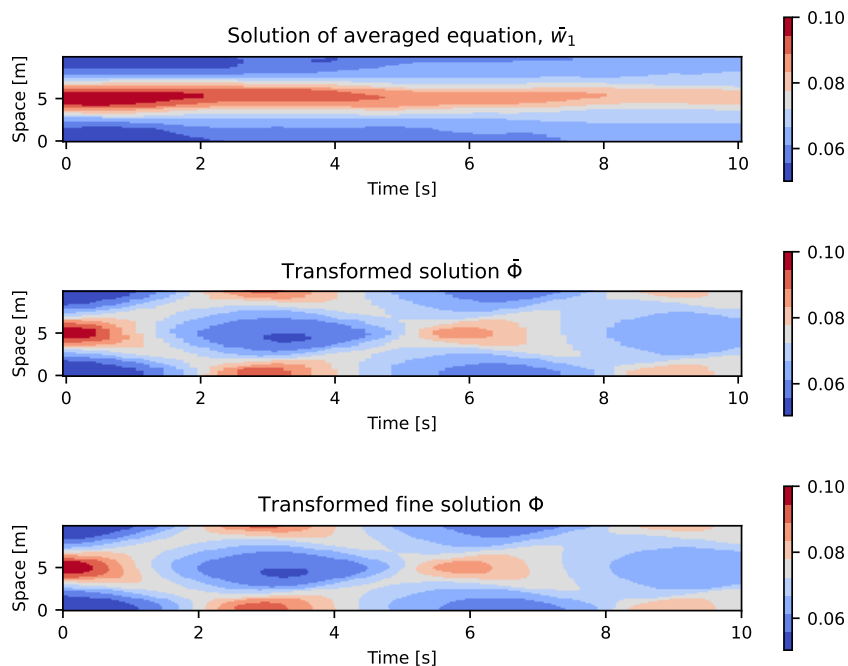 Solution of averaged equation, w̄₁
Space [m]
5
0
0 2 4 6 8 10
Time [s]
0.10
0.08
0.06
Transformed solution Φ̄
Space [m]
5
0
0 2 4 6 8 10
Time [s]
0.10
0.08
0.06
Transformed fine solution Φ
Space [m]
5
0
0 2 4 6 8 10
Time [s]
0.10
0.08
0.06